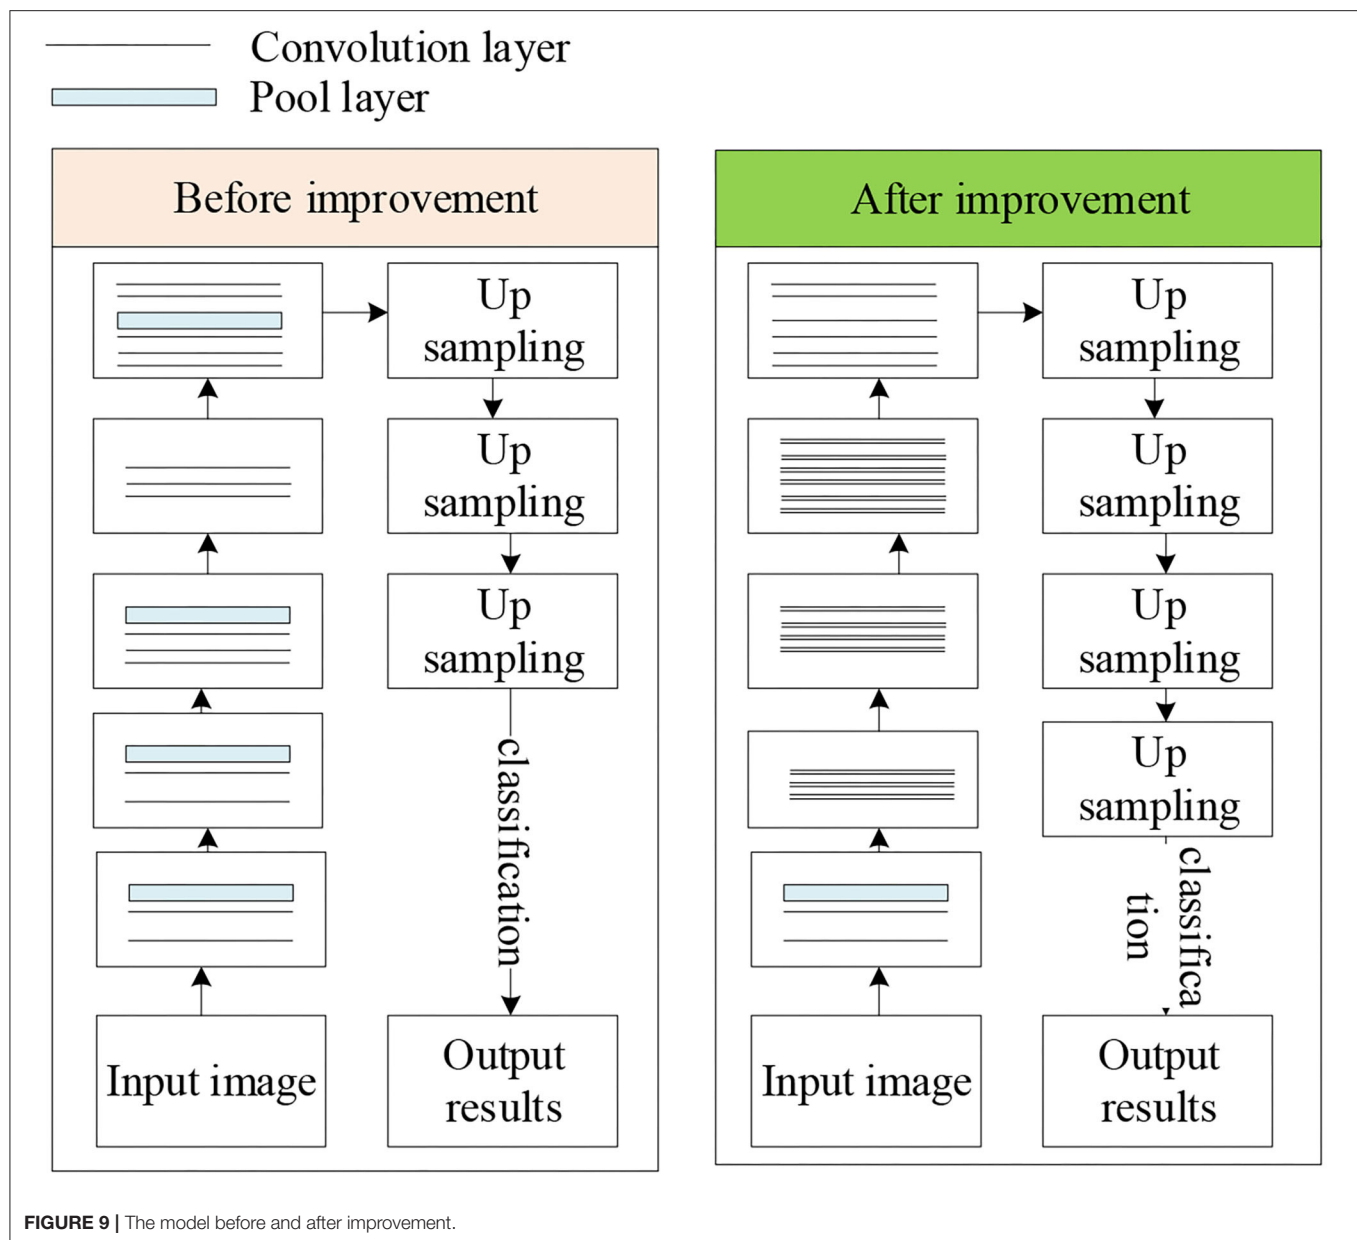 Convolution layer
Pool layer
Before improvement
Up
sampling
Up
sampling
Up
sampling
classification
Input image
Output
results
After improvement
Up
sampling
Up
sampling
Up
sampling
Up
sampling
classifica
tion
Input image
Output
results
FIGURE 9 | The model before and after improvement.